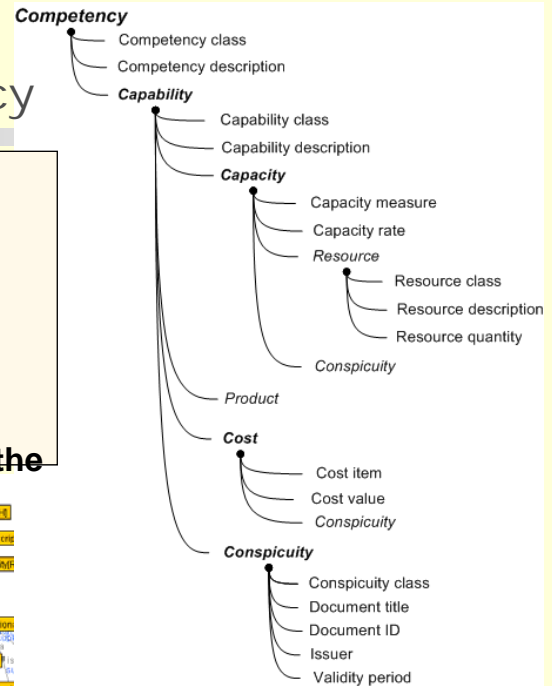 Competency
Competency class
Competency description
cy
Capability
Capability class
Capability description
Capacity
Capacity measure
Capacity rate
Resource
Resource class
Resource description
Resource quantity
Conspicuity
Product
Cost
the
Cost item
Cost value
Conspicuity
Conspicuity
Conspicuity class
Document title
Document ID
Issuer
Validity period